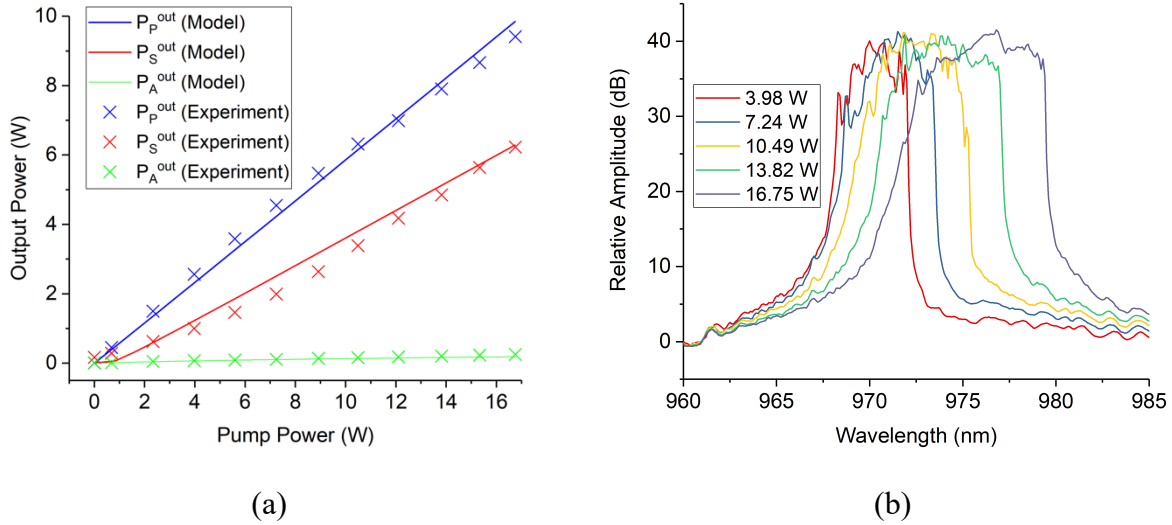 10
8
6
4
2
0
Output Power (W)
P_P^out (Model)
P_S^out (Model)
P_A^out (Model)
P_P^out (Experiment)
P_S^out (Experiment)
P_A^out (Experiment)
0 2 4 6 8 10 12 14 16
Pump Power (W)
(a)
40
30
20
10
0
Relative Amplitude (dB)
3.98 W
7.24 W
10.49 W
13.82 W
16.75 W
960 965 970 975 980 985
Wavelength (nm)
(b)